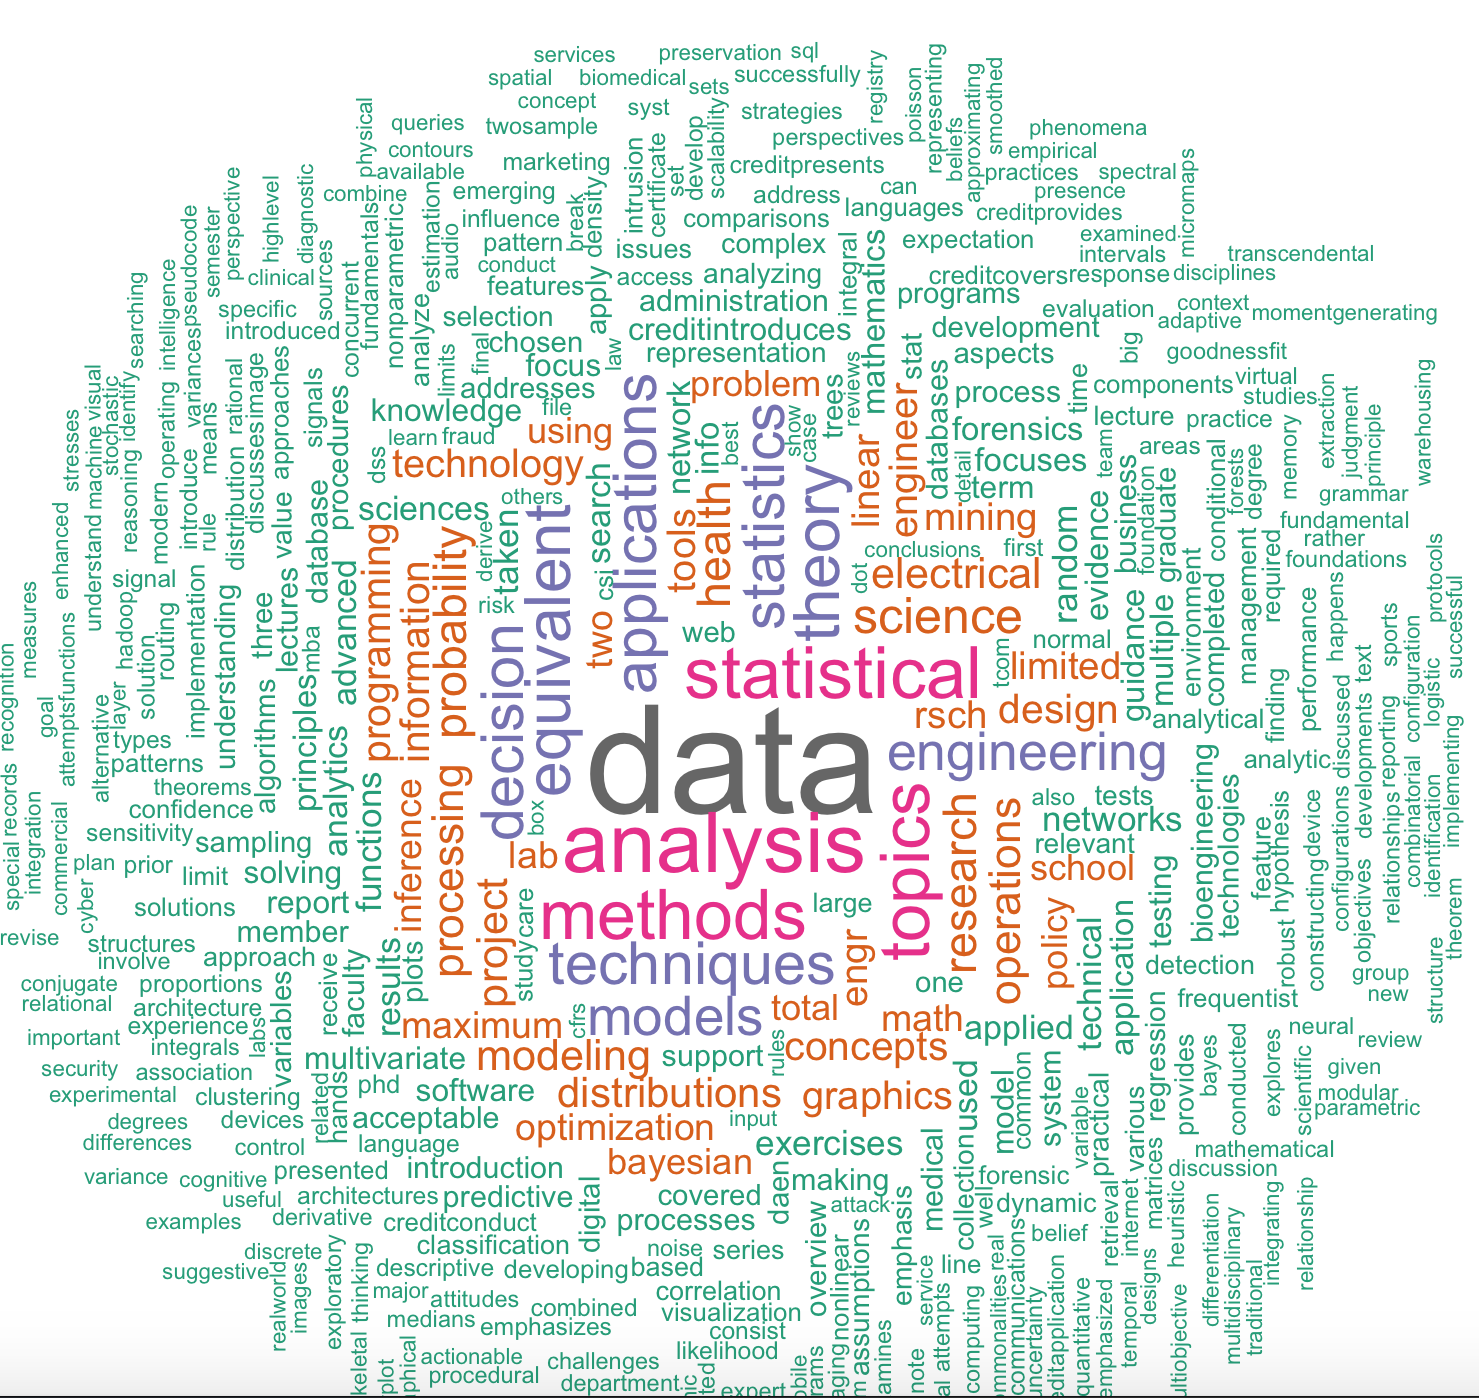 services preservation sql
spatial biomedical sets successfully registry
concept syst strategies poisson representing
physical queries twosample develop scalability perspectives beliefs approximating smoothed phenomena
contours marketing intrusion certificate set creditpresents empirical
available practices spectral micromaps
perspective highlevel diagnostic combine emerging break density address can presence
pseudocode semester fundamentals nonparametric estimation audio influence comparisons languages creditprovides
pattern issues complex integral mathematics expectation examined
conduct intervals transcendental
searching intelligence clinical sources concurrent features apply access analyzing creditcovers response disciplines
specific analyze selection administration programs evaluation context momentgenerating
variances introduced limits final chosen law creditintroduces stat development adaptive
representation reviews aspects big goodnessfit
stresses visual stochastic identify operating rational image approaches signals procedures focus problem trees engineer databases process time components virtual warehousing
addresses applications network studies extraction judgment principle
machine reasoning means distribution discusses knowledge file statistics show case linear lecture practice
learn fraud using info best forensics team areas memory
dss technology theory detail focuses conditional forests degree
enhanced understand modern introduce rule value database sciences others search tools health term business foundation graduate grammar
programming probability derive taken equivalent mining random evidence fundamental
conclusions first rather
measures signal hadoop routing implementation understanding three lectures advanced information csi dot electrical environment management required foundations protocols
risk two science guidance multiple completed happens successful
recognition functions solution mba decision web normal performance sports
layer statistical tcom limited text configuration logistic
goal attempts alternative types algorithms principles analytics data rsch design analytical finding discussed
patterns engineering bioengineering analytic developments reporting implementing
records theorems functions inference processing box topics research operations also tests technologies hypothesis device configurations combinatorial identification
integration commercial confidence networks feature
special sensitivity sampling lab analysis relevant testing constructing objectives relationships theorem
plan prior limit solving school
cyber solutions report project study care methods large policy technical application robust
revise member
structures results plots techniques engr detection structure
involve approach receive faculty group
conjugate proportions variables one frequentist new
relational architecture labs maximum cfrs models total math applied regression
important experience neural
integrals multivariate modeling support rules concepts used model common system provides bayes conducted explores scientific review
security association given
experimental clustering related hands phd software distributions graphics variable practical various modular
degrees devices acceptable input parametric
differences control language optimization exercises medical collection matrices mathematical
variance cognitive presented introduction bayesian daen making forensic discussion
useful architectures predictive digital covered attack well dynamic retrieval internet heuristic differentiation integrating relationship
examples derivative creditconduct processes overview emphasis belief
discrete classification noise series nonlinear assumptions real communications designs multidisciplinary traditional
suggestive realworld images exploratory thinking descriptive developing based line service
major attitudes correlation computing quantitative emphasized temporal
medians combined visualization uncertainty
emphasizes consist
skeletal actionable challenges likelihood note attempts
plot procedural department expert